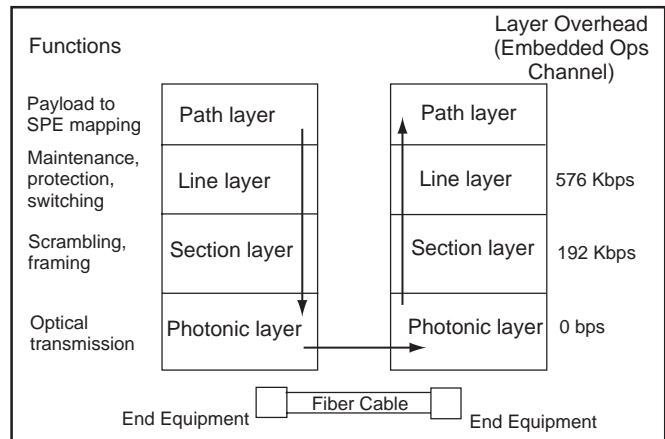 Functions
Layer Overhead
(Embedded Ops
Channel)
Payload to
SPE mapping
Path layer
Path layer
Maintenance,
protection,
switching
Line layer
Line layer
576 Kbps
Scrambling,
framing
Section layer
Section layer
192 Kbps
Optical
transmission
Photonic layer
Photonic layer
0 bps
Fiber Cable
End Equipment
End Equipment